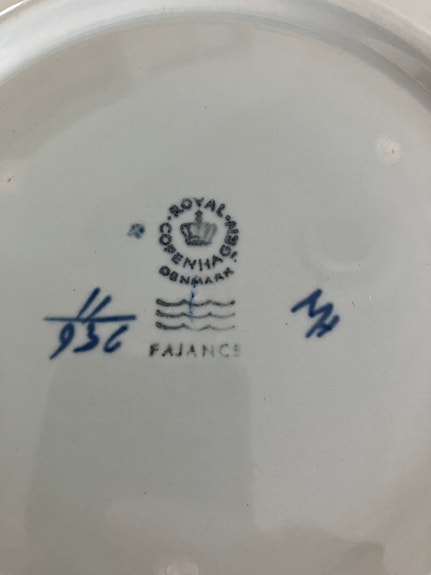 ROYAL COPENHAGEN
DENMARK
11
956
FAJANCE